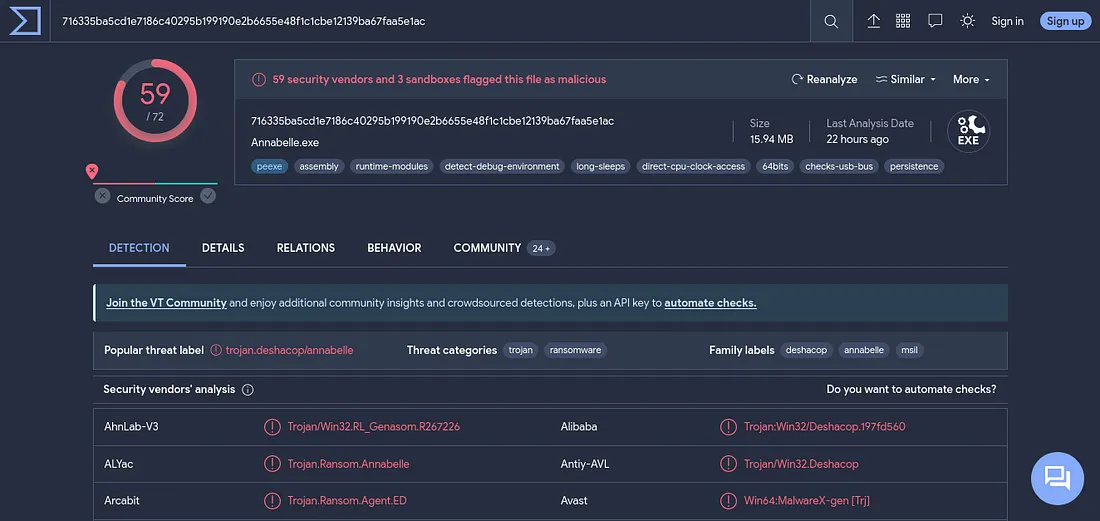 716335ba5cd1e7186c40295b199190e2b6655e48f1c1cbe12139ba67faa5e1ac
Sign in
Sign up
59
/ 72
Community Score
59 security vendors and 3 sandboxes flagged this file as malicious
Reanalyze
Similar
More
716335ba5cd1e7186c40295b199190e2b6655e48f1c1cbe12139ba67faa5e1ac
Annabelle.exe
Size
15.94 MB
Last Analysis Date
22 hours ago
EXE
peexe
assembly
runtime-modules
detect-debug-environment
long-sleeps
direct-cpu-clock-access
64bits
checks-usb-bus
persistence
DETECTION
DETAILS
RELATIONS
BEHAVIOR
COMMUNITY
24 +
Join the VT Community and enjoy additional community insights and crowdsourced detections, plus an API key to automate checks.
Popular threat label
trojan.deshacop/annabelle
Threat categories
trojan
ransomware
Family labels
deshacop
annabelle
msil
Security vendors' analysis
Do you want to automate checks?
AhnLab-V3
Trojan/Win32.RL_Genasom.R267226
Alibaba
Trojan:Win32/Deshacop.197fd560
ALYac
Trojan.Ransom.Annabelle
Antiy-AVL
Trojan/Win32.Deshacop
Arcabit
Trojan.Ransom.Agent.ED
Avast
Win64:MalwareX-gen [Trj]